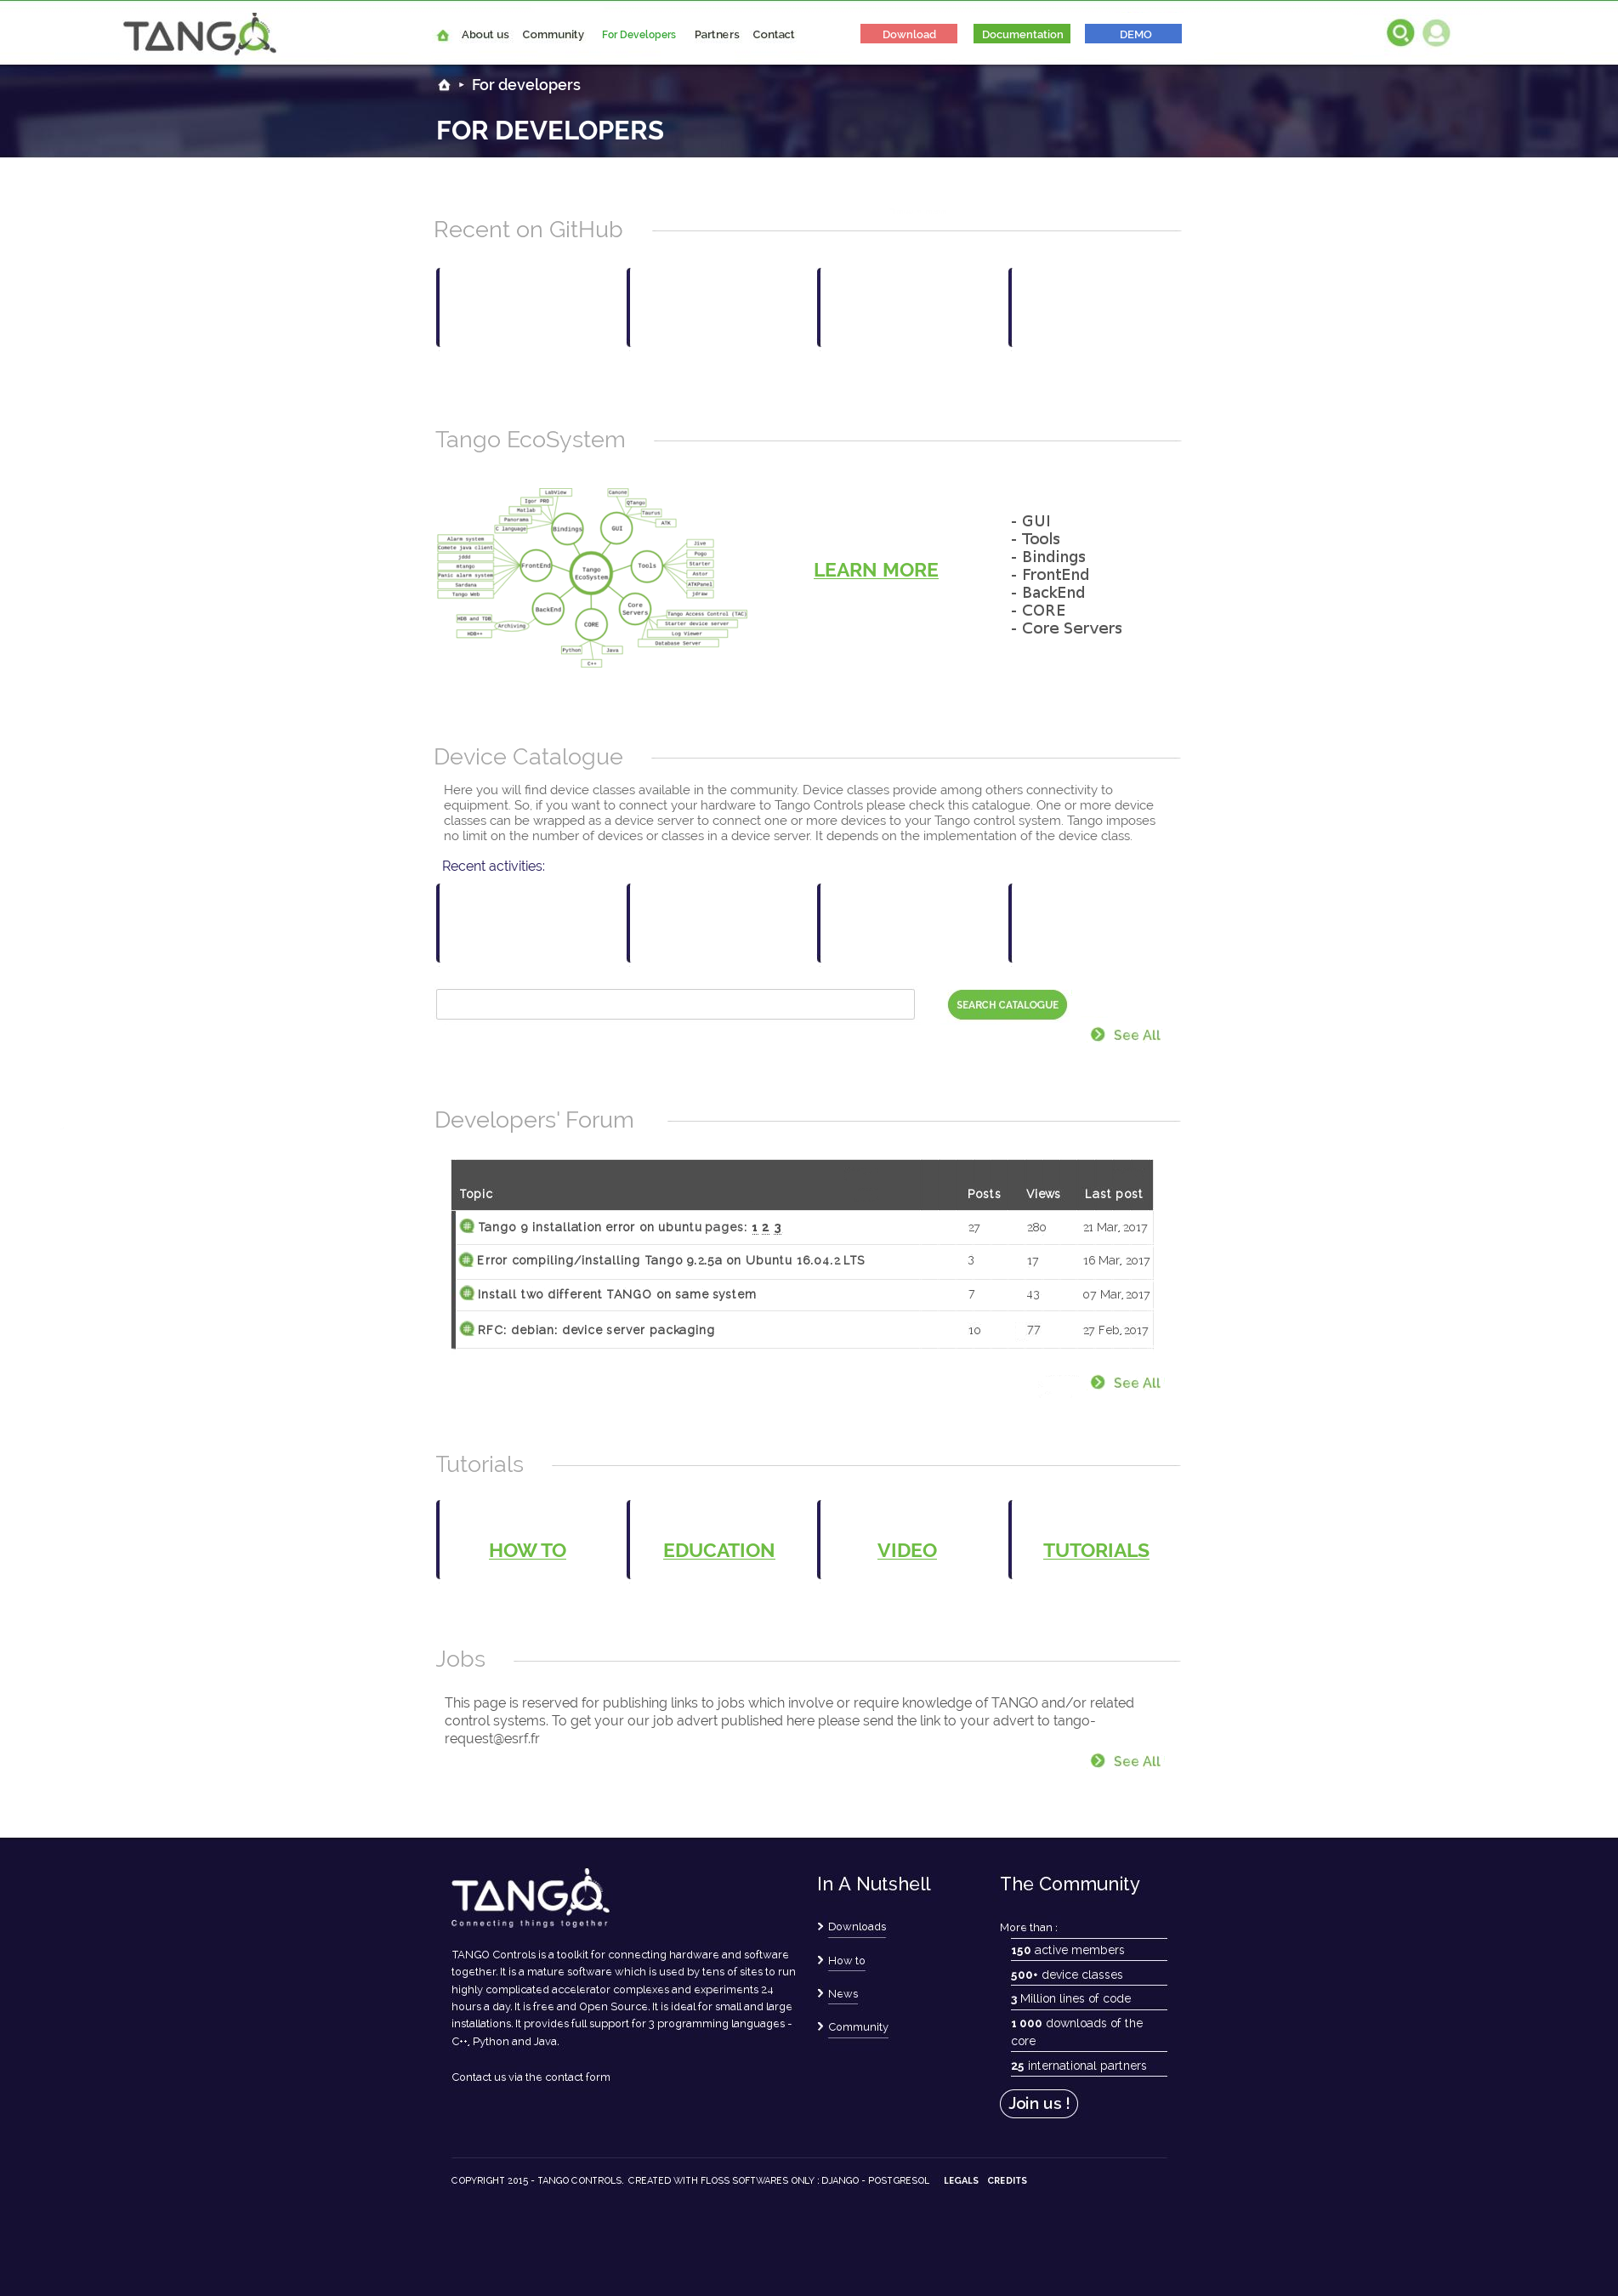 TANGO
About us Community For Developers Partners Contact Download Documentation DEMO
For developers
FOR DEVELOPERS
Recent on GitHub
Tango EcoSystem
LabView
Igor PRO
Matlab
Panorama
C language
Canone
QTango
Taurus
ATK
Bindings
GUI
Alarm system
Comete java client
jddd
mtango
Panic alarm system
Sardana
Tango Web
FrontEnd
Tango
EcoSystem
Tools
Jive
Pogo
Starter
Astor
ATKPanel
jdraw
BackEnd
CORE
Core
Servers
HDB and TDB
HDB++
Archiving
Tango Access Control (TAC)
Starter device server
Log Viewer
Database Server
Python
Java
C++
LEARN MORE
- GUI
- Tools
- Bindings
- FrontEnd
- BackEnd
- CORE
- Core Servers
Device Catalogue
Here you will find device classes available in the community. Device classes provide among others connectivity to
equipment. So, if you want to connect your hardware to Tango Controls please check this catalogue. One or more device
classes can be wrapped as a device server to connect one or more devices to your Tango control system. Tango imposes
no limit on the number of devices or classes in a device server. It depends on the implementation of the device class.
Recent activities:
SEARCH CATALOGUE
See All
Developers' Forum
Topic Posts Views Last post
# Tango 9 installation error on ubuntu pages: 1 2 3 27 280 21 Mar, 2017
# Error compiling/installing Tango 9.2.5a on Ubuntu 16.04.2 LTS 3 17 16 Mar, 2017
# Install two different TANGO on same system 7 43 07 Mar, 2017
# RFC: debian: device server packaging 10 77 27 Feb, 2017
See All
Tutorials
HOW TO EDUCATION VIDEO TUTORIALS
Jobs
This page is reserved for publishing links to jobs which involve or require knowledge of TANGO and/or related
control systems. To get your our job advert published here please send the link to your advert to tango-
request@esrf.fr
See All
TANGO
Connecting things together
TANGO Controls is a toolkit for connecting hardware and software
together. It is a mature software which is used by tens of sites to run
highly complicated accelerator complexes and experiments 24
hours a day. It is free and Open Source. It is ideal for small and large
installations. It provides full support for 3 programming languages -
C++, Python and Java.
Contact us via the contact form
In A Nutshell
Downloads
How to
News
Community
The Community
More than :
150 active members
500+ device classes
3 Million lines of code
1 000 downloads of the
core
25 international partners
Join us !
COPYRIGHT 2015 - TANGO CONTROLS. CREATED WITH FLOSS SOFTWARES ONLY : DJANGO - POSTGRESQL LEGALS CREDITS